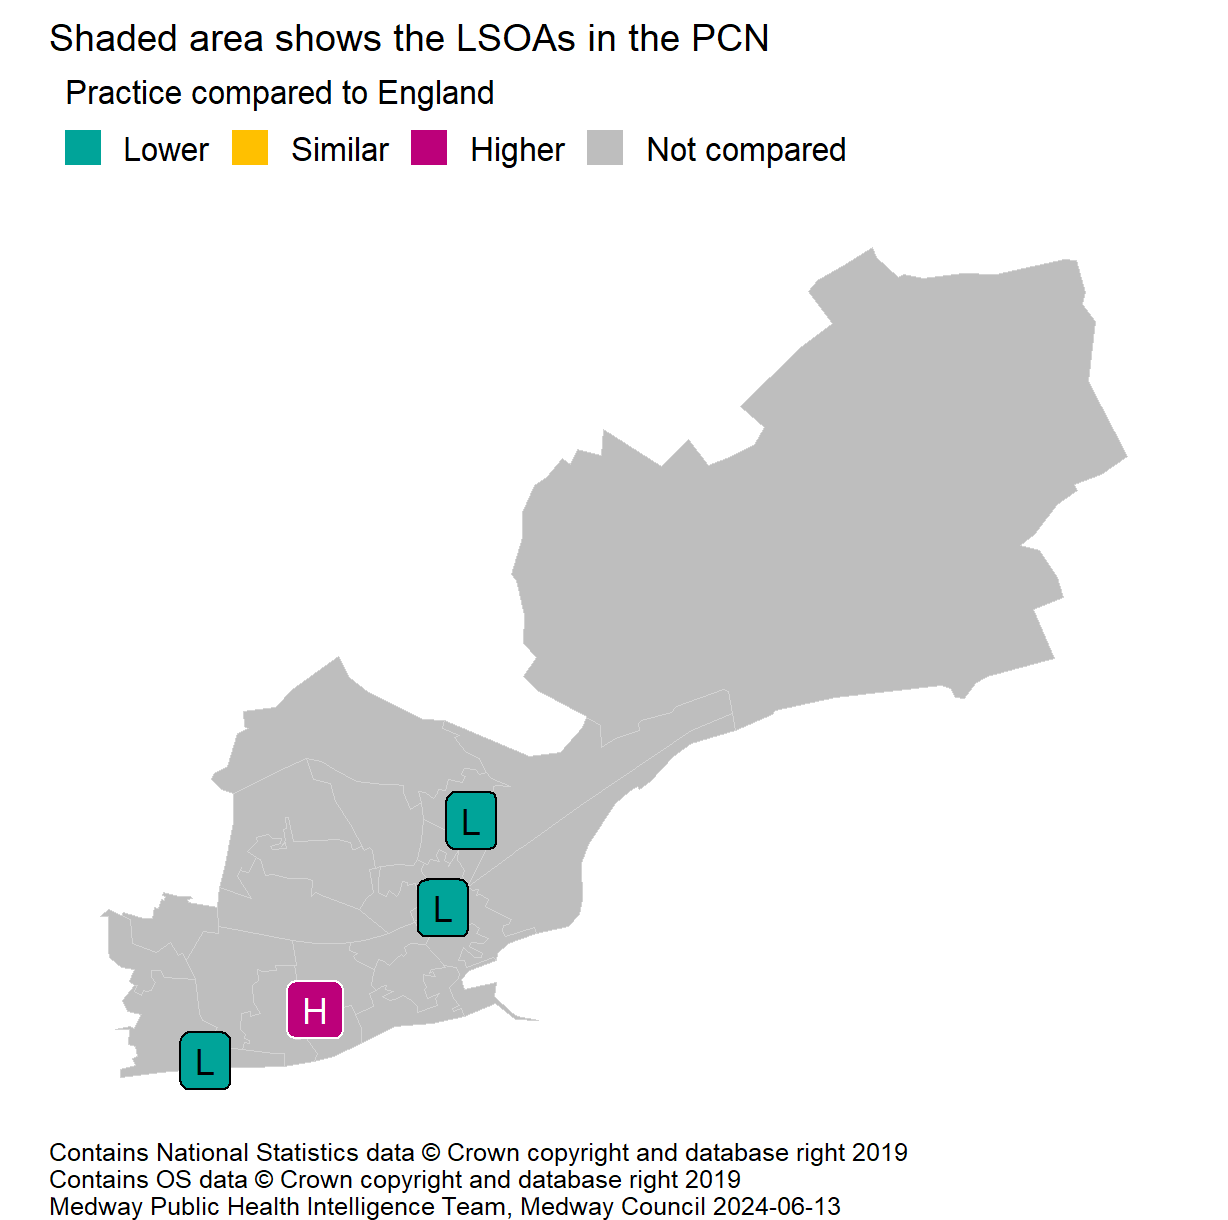 Shaded area shows the LSOAs in the PCN
Practice compared to England
Lower Similar Higher Not compared
L
L
H
L
Contains National Statistics data © Crown copyright and database right 2019
Contains OS data © Crown copyright and database right 2019
Medway Public Health Intelligence Team, Medway Council 2024-06-13